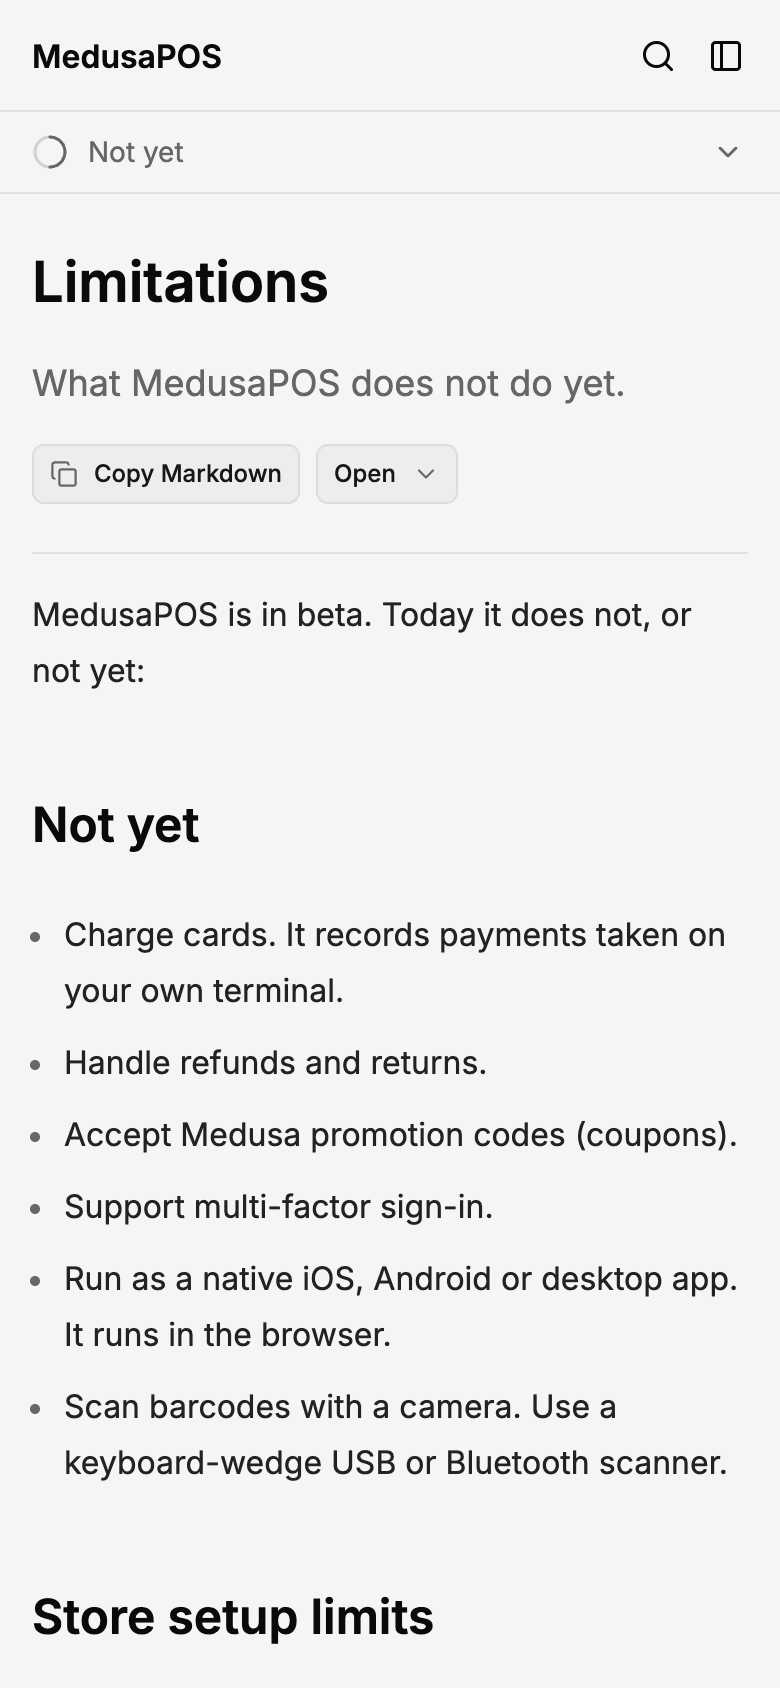 MedusaPOS
Not yet
Limitations
What MedusaPOS does not do yet.
Copy Markdown
Open
MedusaPOS is in beta. Today it does not, or
not yet:
Not yet
Charge cards. It records payments taken on
your own terminal.
Handle refunds and returns.
Accept Medusa promotion codes (coupons).
Support multi-factor sign-in.
Run as a native iOS, Android or desktop app.
It runs in the browser.
Scan barcodes with a camera. Use a
keyboard-wedge USB or Bluetooth scanner.
Store setup limits